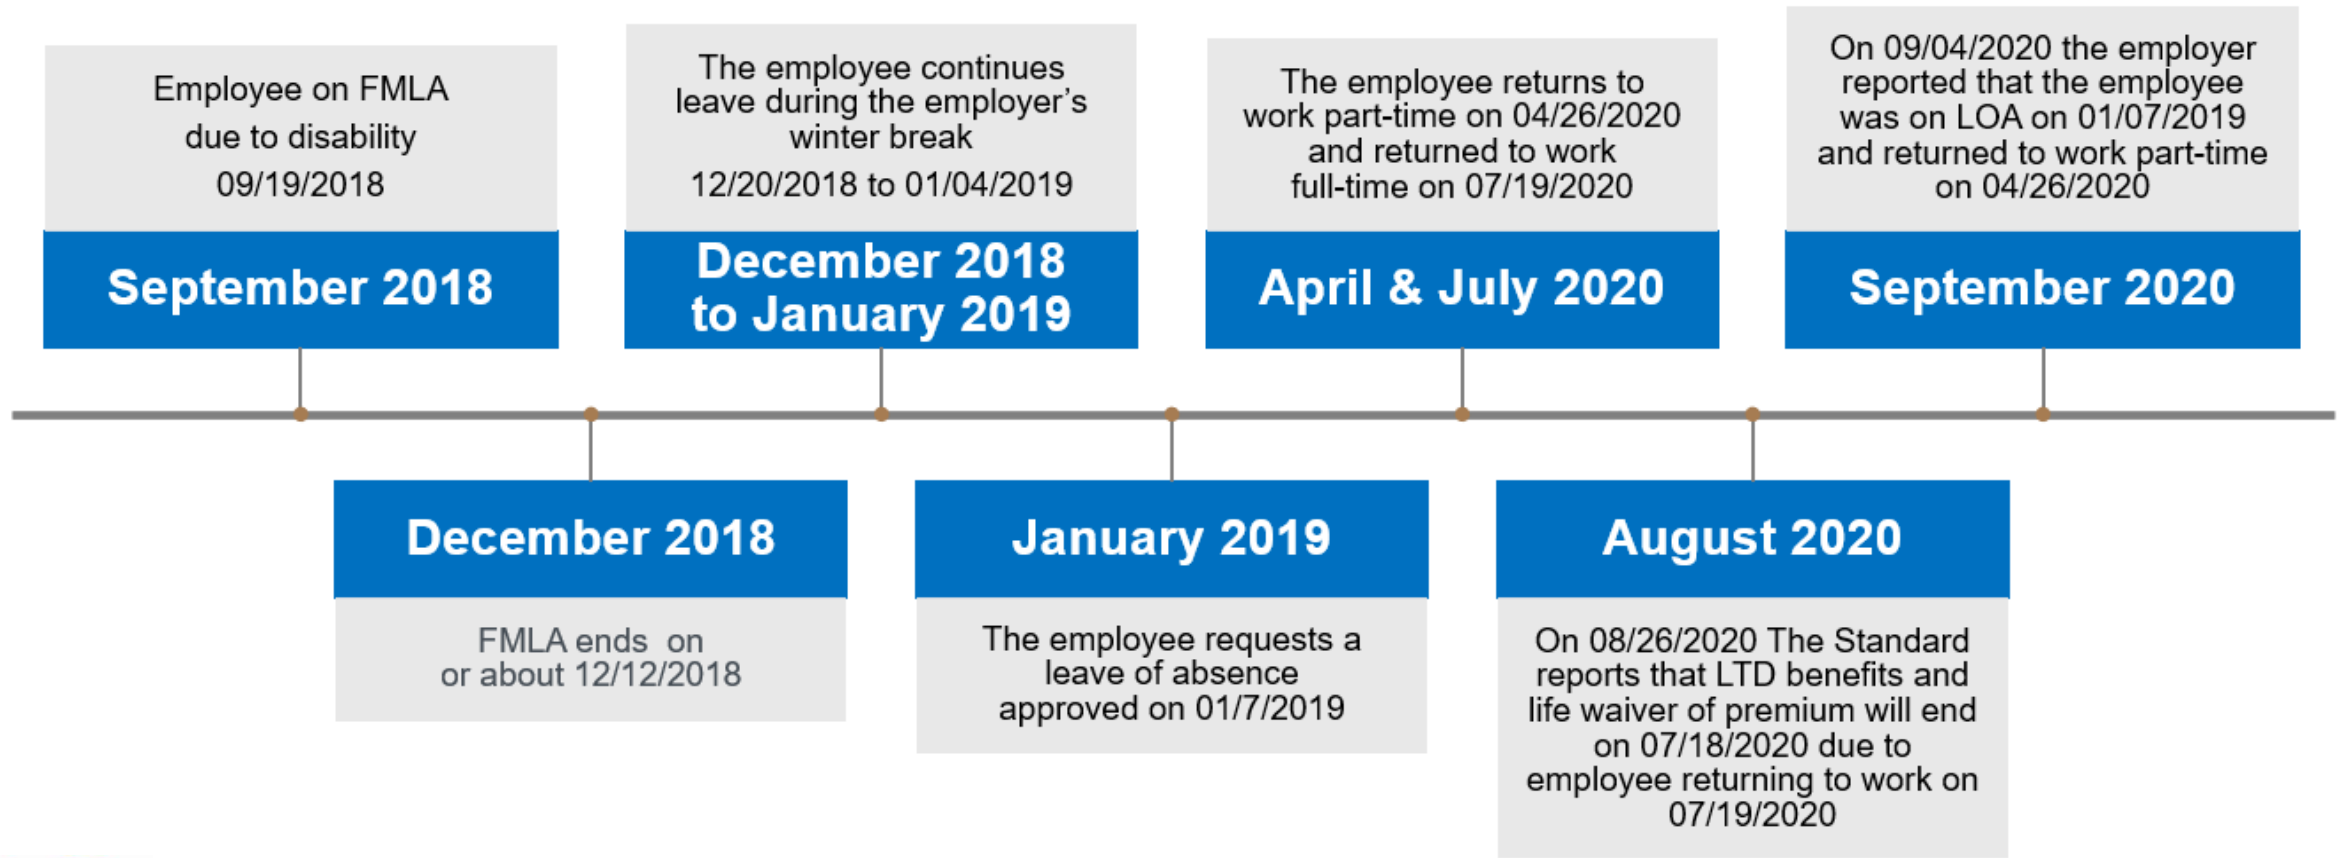 Employee on FMLA
due to disability
09/19/2018
September 2018
FMLA ends on
or about 12/12/2018
December 2018
The employee continues
leave during the employer's
winter break
12/20/2018 to 01/04/2019
December 2018
to January 2019
January 2019
The employee requests a
leave of absence
approved on 01/7/2019
The employee returns to
work part-time on 04/26/2020
and returned to work
full-time on 07/19/2020
April & July 2020
August 2020
On 08/26/2020 The Standard
reports that LTD benefits and
life waiver of premium will end
on 07/18/2020 due to
employee returning to work on
07/19/2020
On 09/04/2020 the employer
reported that the employee
was on LOA on 01/07/2019
and returned to work part-time
on 04/26/2020
September 2020